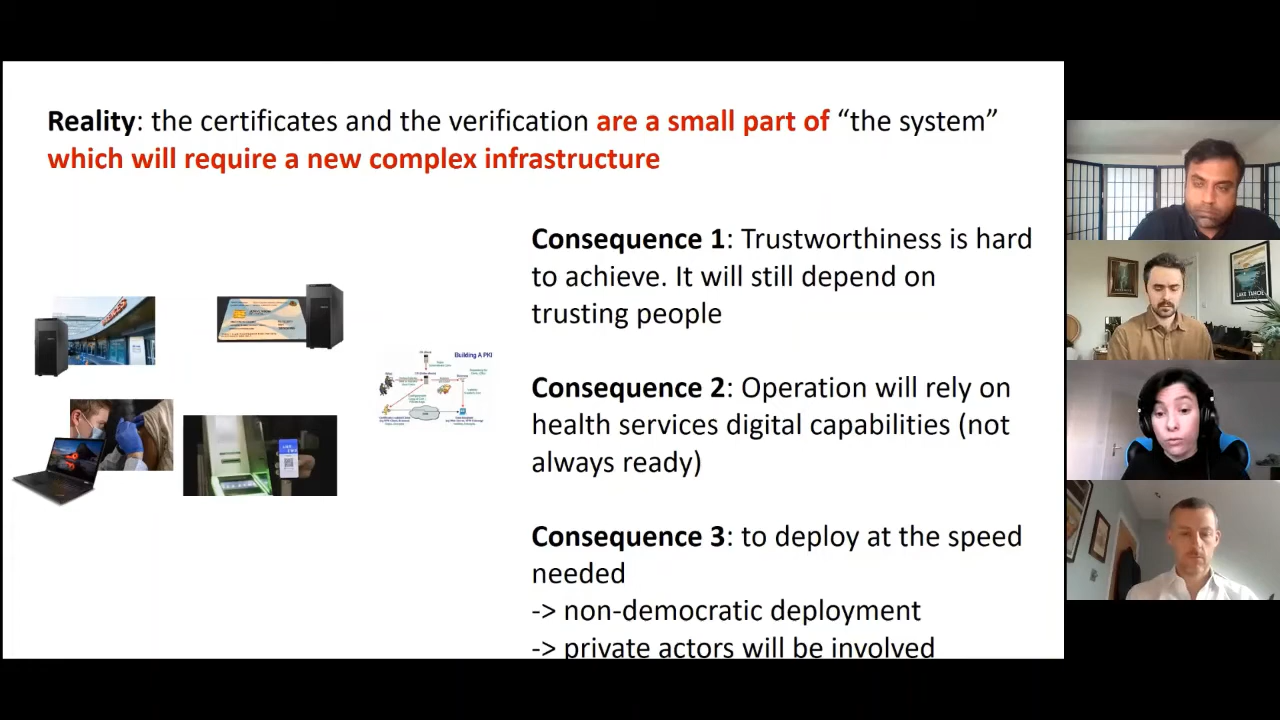 Reality: the certificates and the verification are a small part of “the system”
which will require a new complex infrastructure
Consequence 1: Trustworthiness is hard
to achieve. It will still depend on
trusting people
Building A PKI
Consequence 2: Operation will rely on
health services digital capabilities (not
always ready)
Consequence 3: to deploy at the speed
needed
-> non-democratic deployment
-> private actors will be involved
LAKE TAHOE